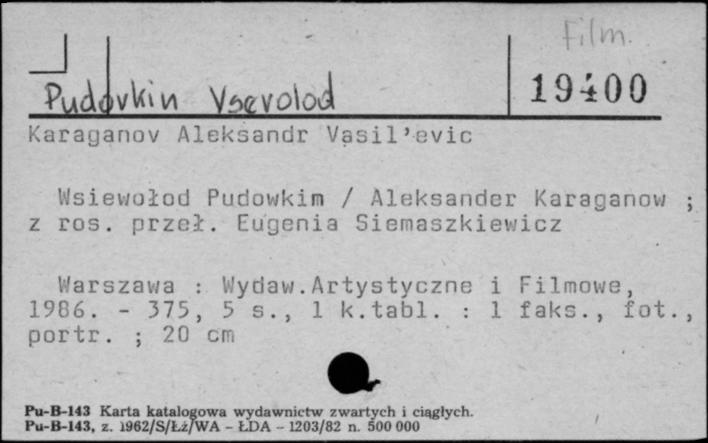 Film.
Pudovkin Vsevolod
19400
Karaganov Aleksandr Vasil'evic
Wsiewołod Pudowkim / Aleksander Karaganow ;
z ros. przeł. Eugenia Siemaszkiewicz
Warszawa : Wydaw.Artystyczne i Filmowe,
1986. - 375, 5 s., 1 k.tabl. : 1 faks., fot.,
portr. ; 20 cm
Pu-B-143 Karta katalogowa wydawnictw zwartych i ciągłych.
Pu-B-143, z. 1962/S/Łż/WA - ŁDA - 1203/82 n. 500 000